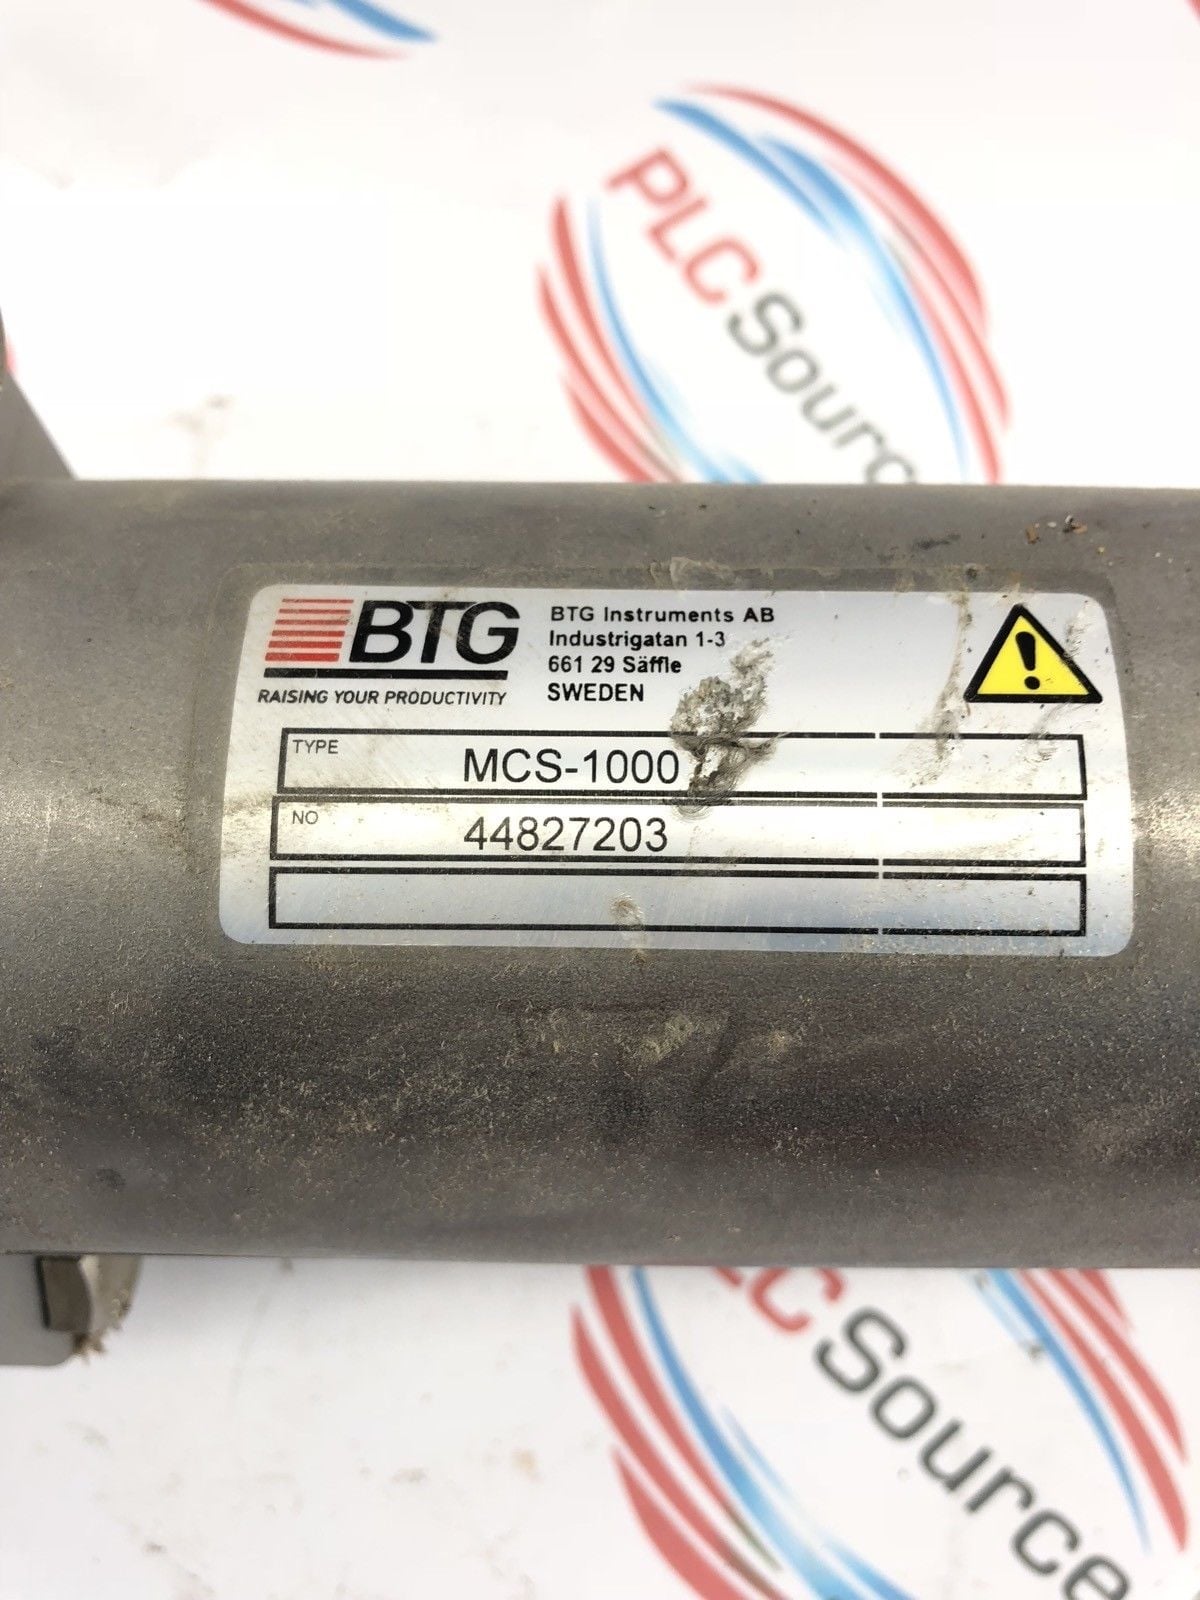 PLC Source
BTG
RAISING YOUR PRODUCTIVITY
BTG Instruments AB
Industrigatan 1-3
661 29 Säffle
SWEDEN
TYPE MCS-1000
NO 44827203
PLC Source